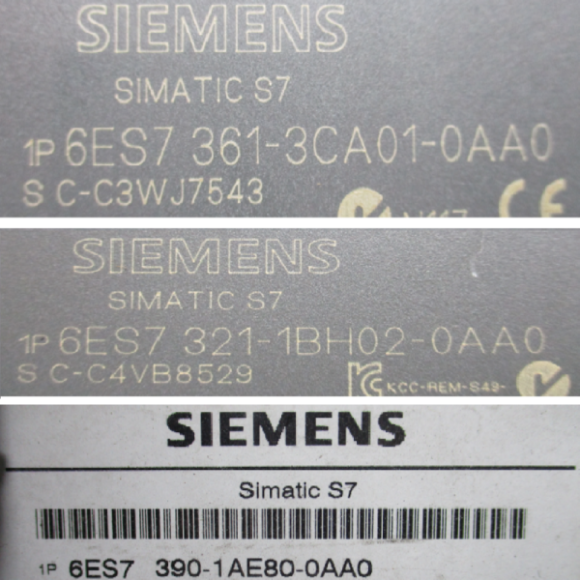 SIEMENS
SIMATIC S7
1P 6ES7 361-3CA01-0AA0
S C-C3WJ7543
SIEMENS
SIMATIC S7
1P 6ES7 321-1BH02-0AA0
S C-C4VB8529
KCC-REM-S49-
SIEMENS
Simatic S7
1P 6ES7 390-1AE80-0AA0